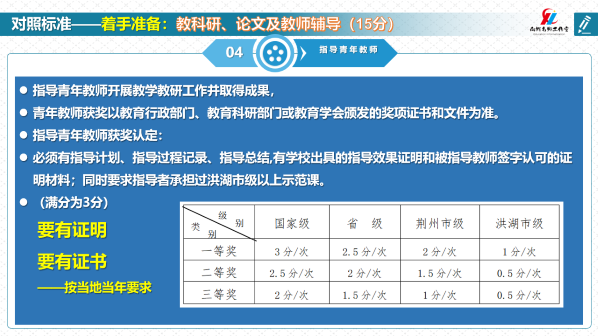 对照标准——着手准备：教科研、论文及教师辅导（15分）
04
指导青年教师
指导青年教师开展教学教研工作并取得成果,
青年教师获奖以教育行政部门、教育科研部门或教育学会颁发的奖项证书和文件为准。
指导青年教师获奖认定：
必须有指导计划、指导过程记录、指导总结,有学校出具的指导效果证明和被指导教师签字认可的证
明材料；同时要求指导者承担过洪湖市级以上示范课。
（满分为3分）
要有证明
要有证书
——按当地当年要求
级别
类别
国家级 省 级 荆州市级 洪湖市级
一等奖 3 分/次 2.5 分/次 2 分/次 1 分/次
二等奖 2.5 分/次 2 分/次 1.5 分/次 0.5 分/次
三等奖 2 分/次 1.5 分/次 1 分/次 0.5 分/次